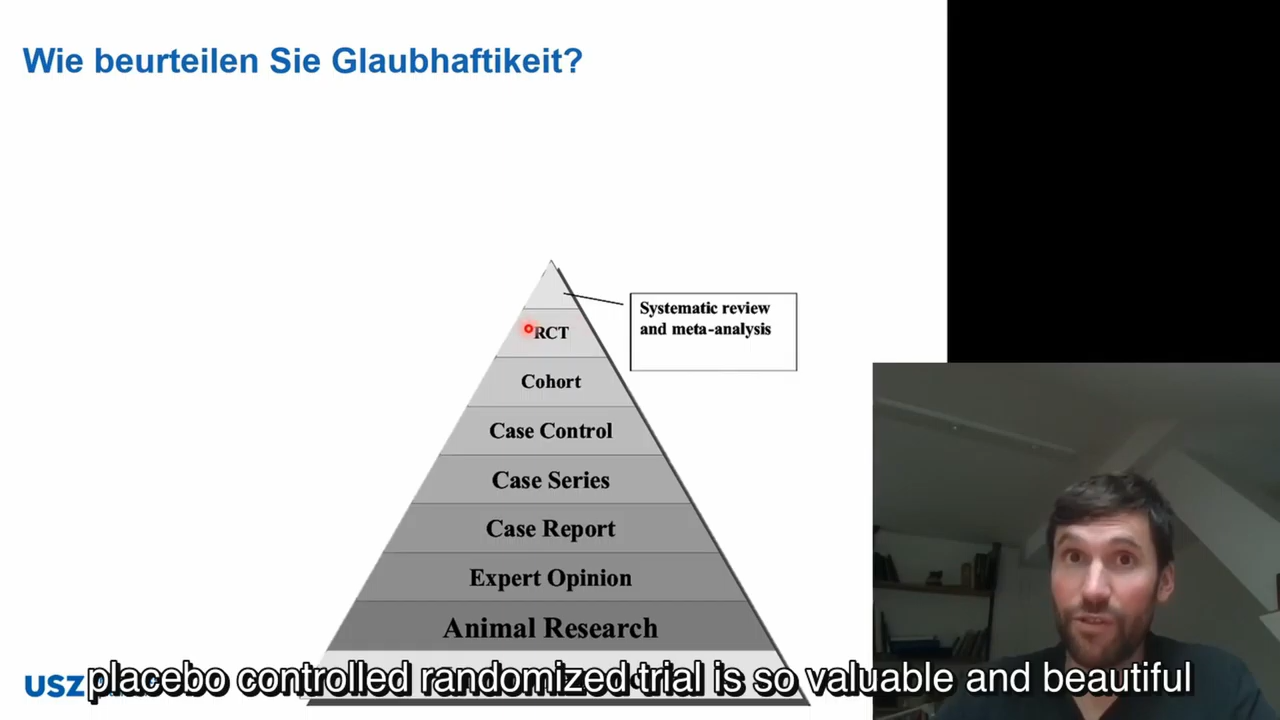 Wie beurteilen Sie Glaubhaftikeit?
Systematic review
and meta-analysis
RCT
Cohort
Case Control
Case Series
Case Report
Expert Opinion
Animal Research
USZ
placebo controlled randomized trial is so valuable and beautiful